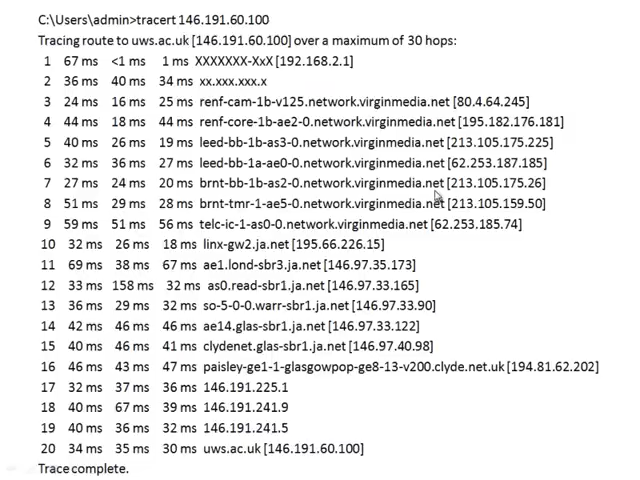 C:\Users\admin>tracert 146.191.60.100
Tracing route to uws.ac.uk [146.191.60.100] over a maximum of 30 hops:
1 67 ms <1 ms 1 ms XXXXXXX-XxX [192.168.2.1]
2 36 ms 40 ms 34 ms xx.xxx.xxx.x
3 24 ms 16 ms 25 ms renf-cam-1b-v125.network.virginmedia.net [80.4.64.245]
4 44 ms 18 ms 44 ms renf-core-1b-ae2-0.network.virginmedia.net [195.182.176.181]
5 40 ms 26 ms 19 ms leed-bb-1b-as3-0.network.virginmedia.net [213.105.175.225]
6 32 ms 36 ms 27 ms leed-bb-1a-ae0-0.network.virginmedia.net [62.253.187.185]
7 27 ms 24 ms 20 ms brnt-bb-1b-as2-0.network.virginmedia.net [213.105.175.26]
8 51 ms 29 ms 28 ms brnt-tmr-1-ae5-0.network.virginmedia.net [213.105.159.50]
9 59 ms 51 ms 56 ms telc-ic-1-as0-0.network.virginmedia.net [62.253.185.74]
10 32 ms 26 ms 18 ms linx-gw2.ja.net [195.66.226.15]
11 69 ms 38 ms 67 ms ae1.lond-sbr3.ja.net [146.97.35.173]
12 33 ms 158 ms 32 ms as0.read-sbr1.ja.net [146.97.33.165]
13 36 ms 29 ms 32 ms so-5-0-0.warr-sbr1.ja.net [146.97.33.90]
14 42 ms 46 ms 46 ms ae14.glas-sbr1.ja.net [146.97.33.122]
15 40 ms 46 ms 41 ms clydenet.glas-sbr1.ja.net [146.97.40.98]
16 46 ms 43 ms 47 ms paisley-ge1-1-glasgowpop-ge8-13-v200.clyde.net.uk [194.81.62.202]
17 32 ms 37 ms 36 ms 146.191.225.1
18 40 ms 67 ms 39 ms 146.191.241.9
19 40 ms 36 ms 32 ms 146.191.241.5
20 34 ms 35 ms 30 ms uws.ac.uk [146.191.60.100]
Trace complete.